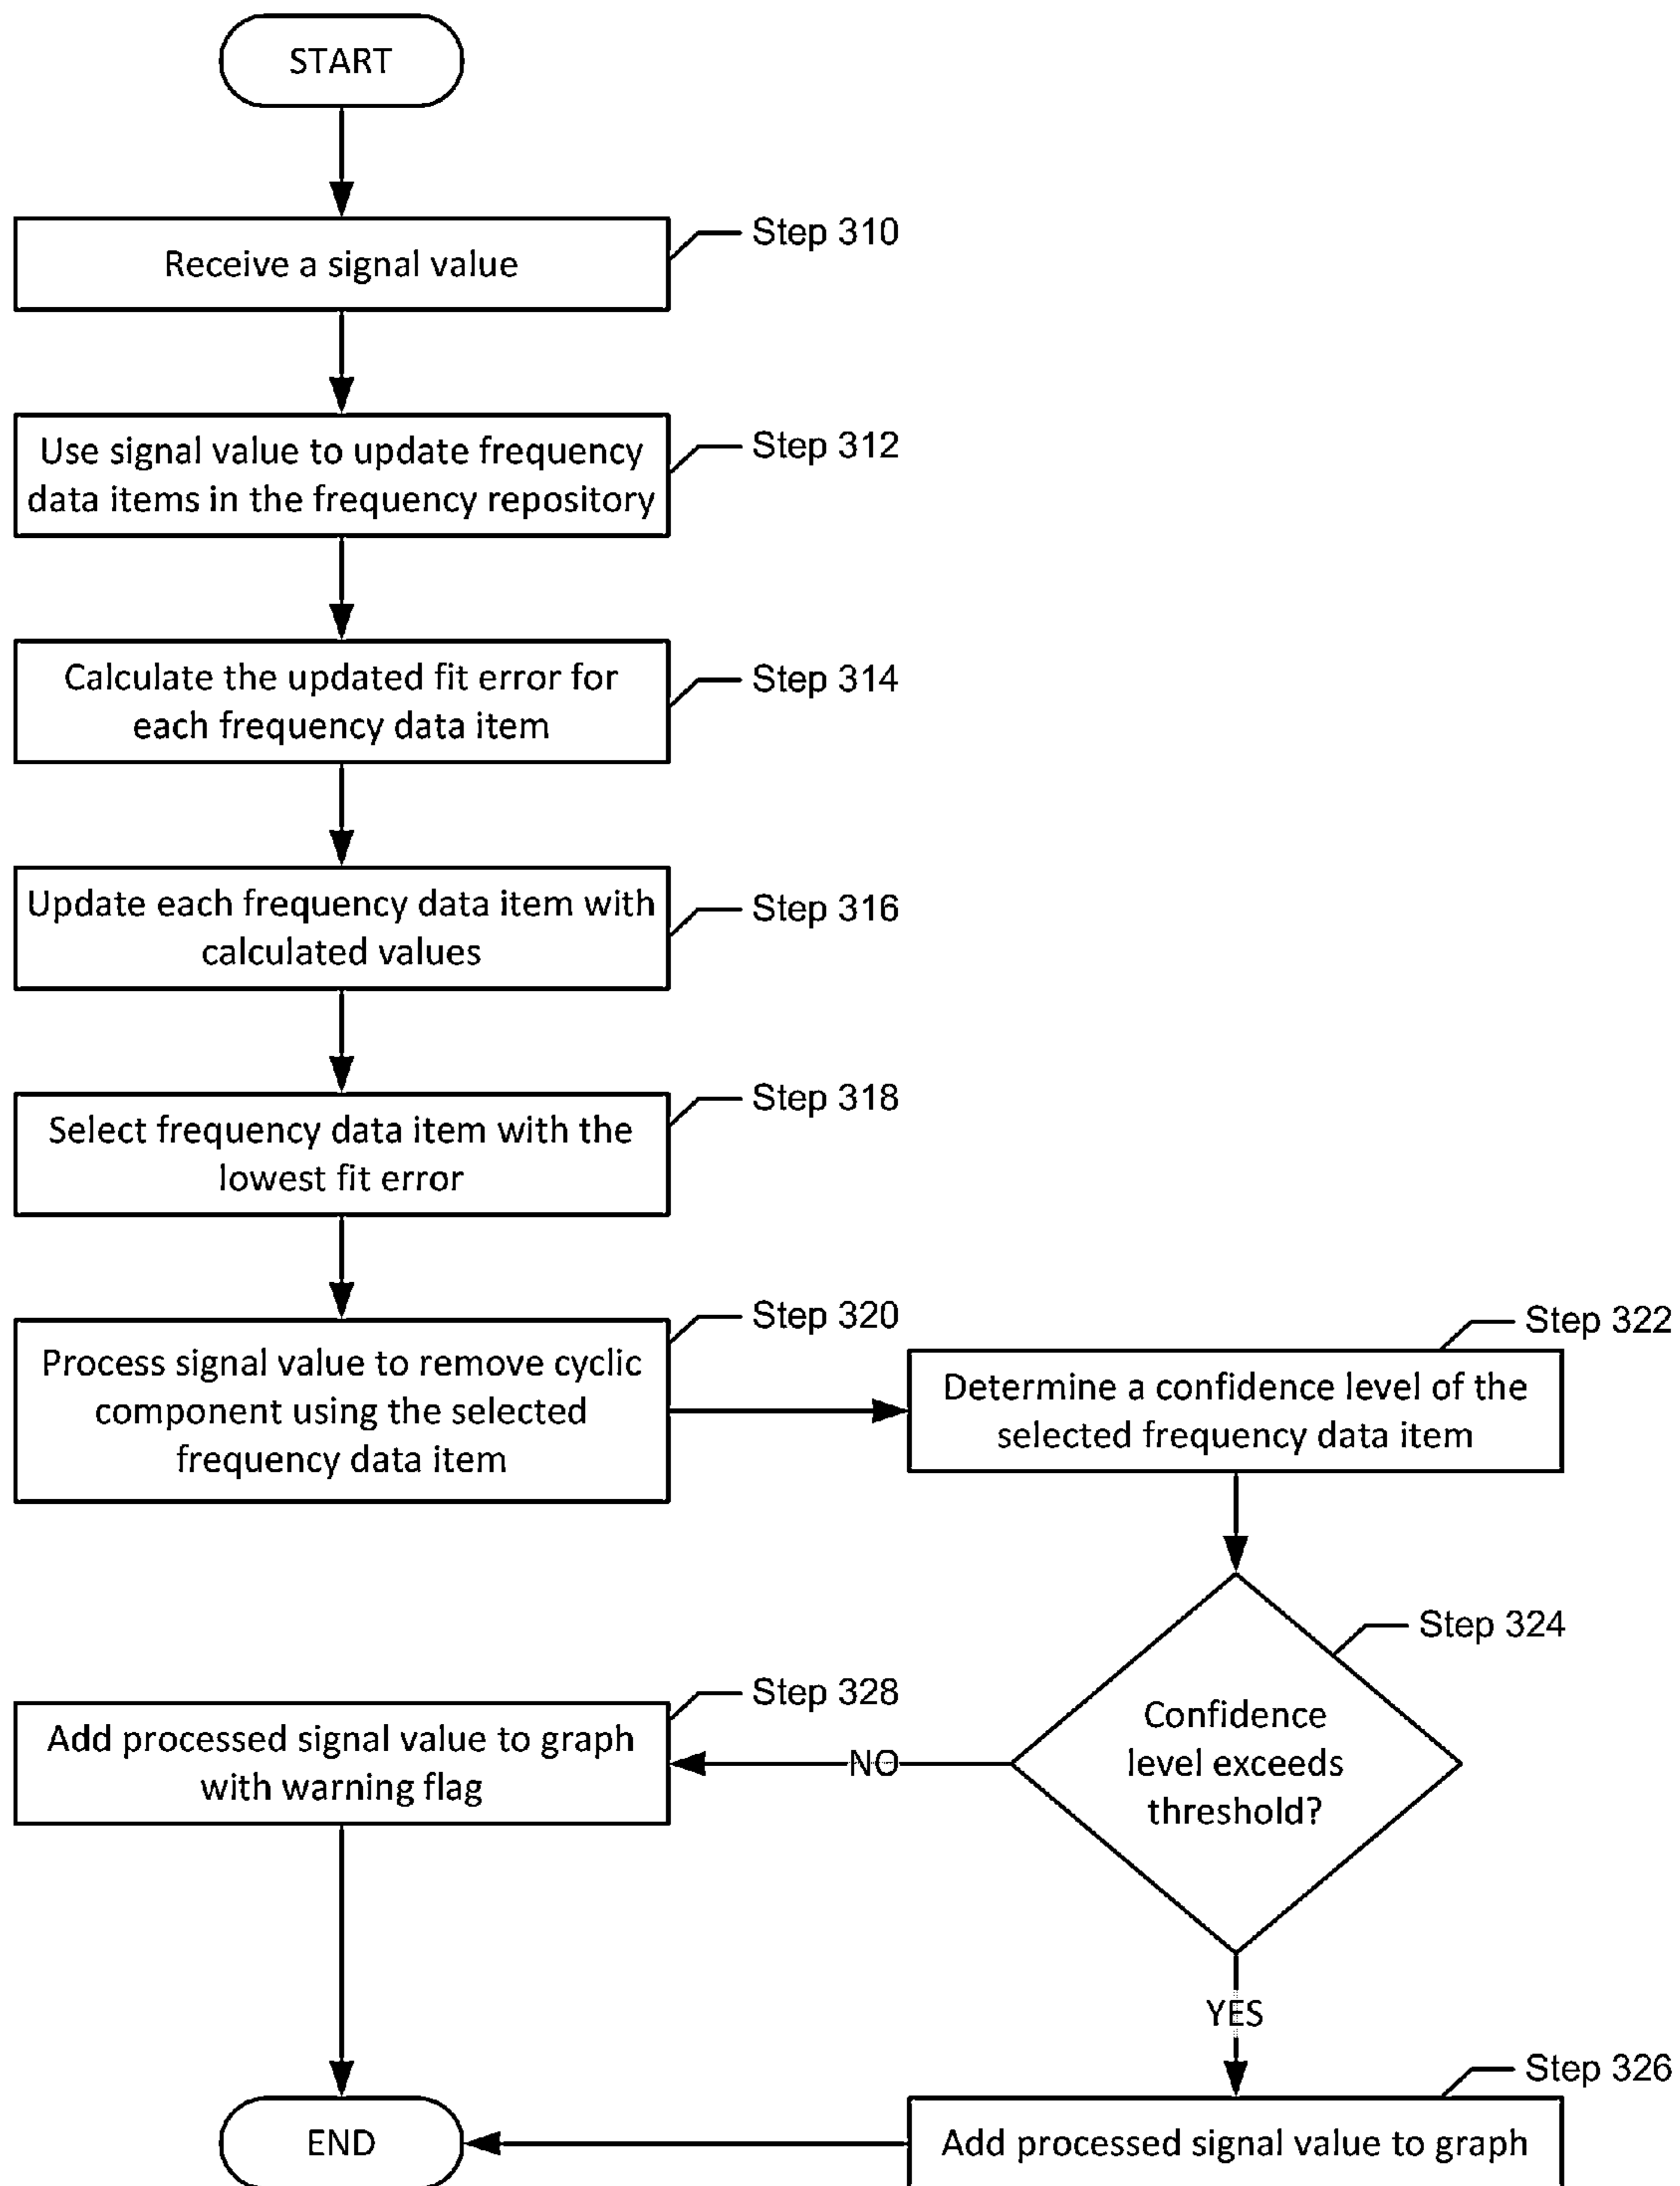 START
Step 310
Receive a signal value
Step 312
Use signal value to update frequency
data items in the frequency repository
Step 314
Calculate the updated fit error for
each frequency data item
Step 316
Update each frequency data item with
calculated values
Step 318
Select frequency data item with the
lowest fit error
Step 320
Process signal value to remove cyclic
component using the selected
frequency data item
Step 322
Determine a confidence level of the
selected frequency data item
Step 324
Confidence
level exceeds
threshold?
NO
Step 328
Add processed signal value to graph
with warning flag
YES
Step 326
Add processed signal value to graph
END